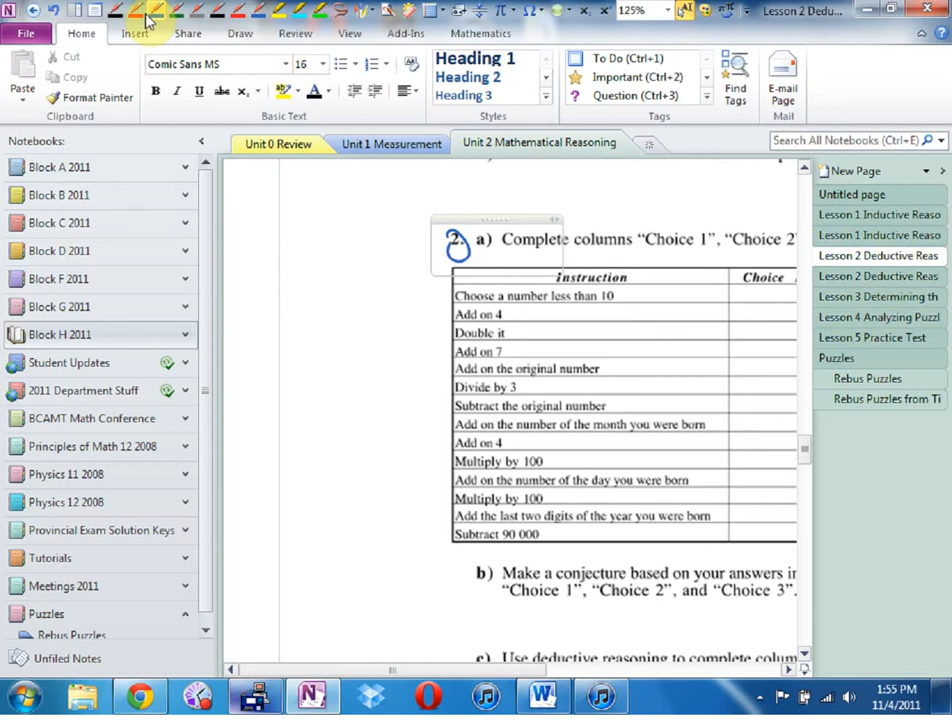 125%
Lesson 2 Dedu...
File
Home
Insert
Share
Draw
Review
View
Add-Ins
Mathematics
Paste
Cut
Copy
Format Painter
Clipboard
Comic Sans MS
16
B I U abc X₂
Basic Text
Heading 1
Heading 2
Heading 3
Styles
To Do (Ctrl+1)
Important (Ctrl+2)
Question (Ctrl+3)
Tags
Find
Tags
E-mail
Page
Mail
Notebooks:
Unit 0 Review
Unit 1 Measurement
Unit 2 Mathematical Reasoning
Search All Notebooks (Ctrl+E)
Block A 2011
Block B 2011
Block C 2011
Block D 2011
Block F 2011
Block G 2011
Block H 2011
Student Updates
2011 Department Stuff
BCAMT Math Conference
Principles of Math 12 2008
Physics 11 2008
Physics 12 2008
Provincial Exam Solution Keys
Tutorials
Meetings 2011
Puzzles
Rebus Puzzles
Unfiled Notes
2. a) Complete columns “Choice 1”, “Choice 2”
Instruction Choice
Choose a number less than 10
Add on 4
Double it
Add on 7
Add on the original number
Divide by 3
Subtract the original number
Add on the number of the month you were born
Add on 4
Multiply by 100
Add on the number of the day you were born
Multiply by 100
Add the last two digits of the year you were born
Subtract 90 000
b) Make a conjecture based on your answers in
“Choice 1”, “Choice 2”, and “Choice 3”.
c) Use deductive reasoning to complete colum
New Page
Untitled page
Lesson 1 Inductive Reaso
Lesson 1 Inductive Reaso
Lesson 2 Deductive Reas
Lesson 2 Deductive Reas
Lesson 3 Determining th
Lesson 4 Analyzing Puzzl
Lesson 5 Practice Test
Puzzles
Rebus Puzzles
Rebus Puzzles from Ti
1:55 PM
11/4/2011